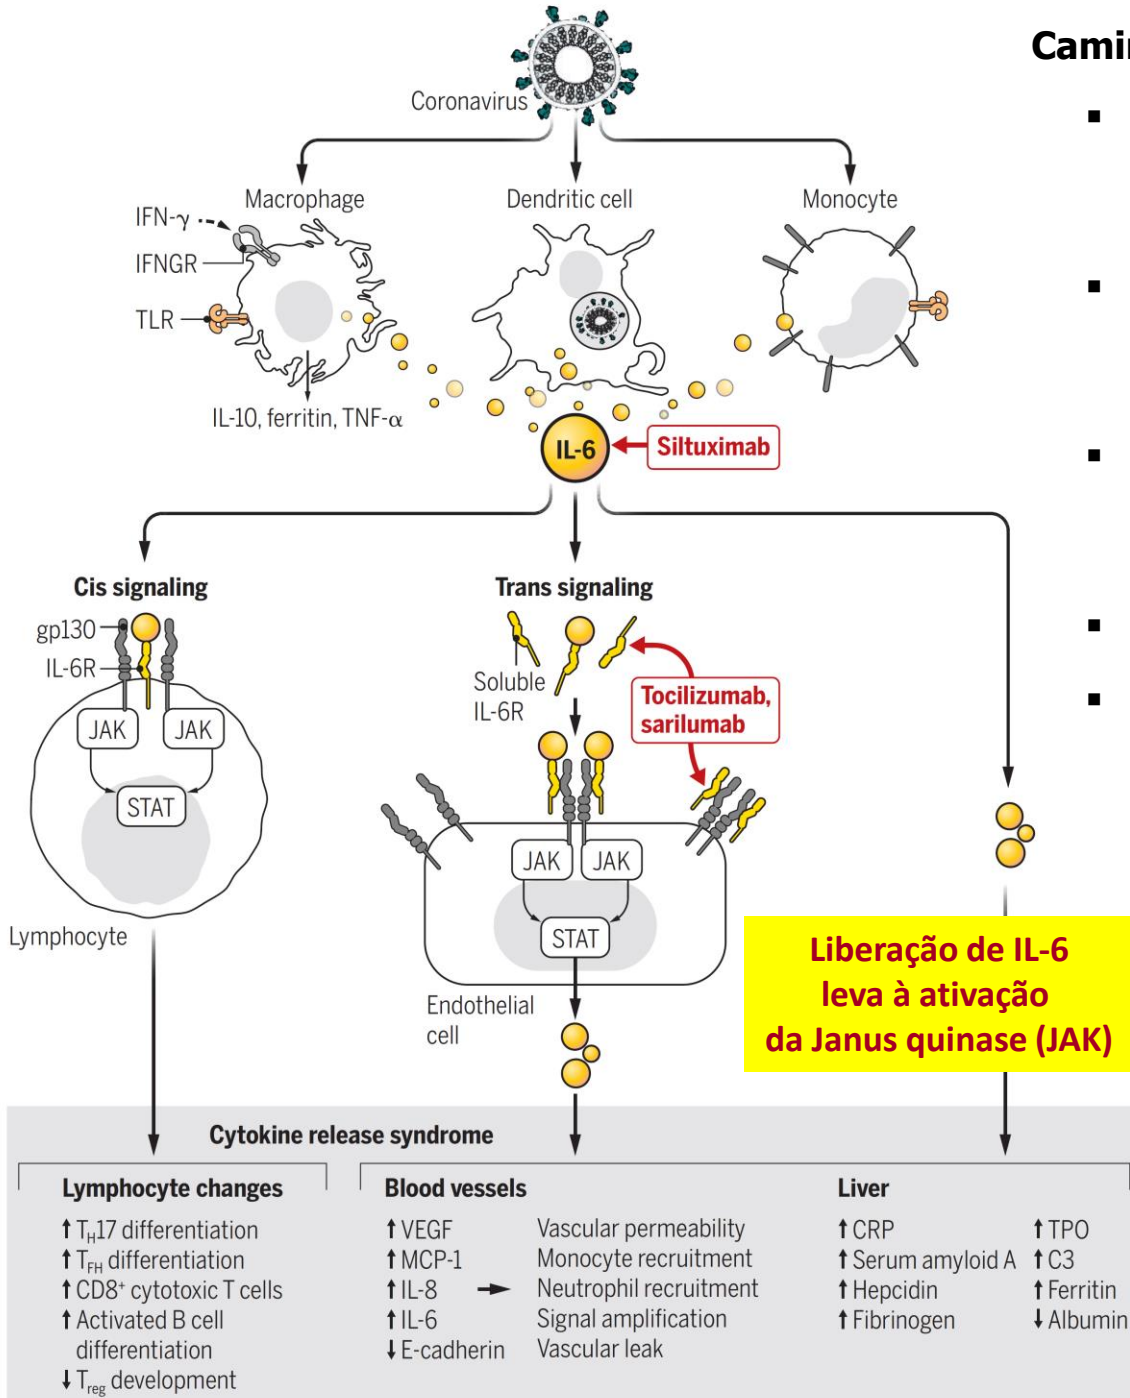 Coronavirus
Macrophage
Dendritic cell
Monocyte
IFN-γ
IFNGR
TLR
IL-10, ferritin, TNF-α
IL-6
Siltuximab
Cis signaling
gp130
IL-6R
JAK
JAK
STAT
Lymphocyte
Trans signaling
Soluble
IL-6R
Tocilizumab,
sarilumab
JAK
JAK
STAT
Endothelial
cell
Liberação de IL-6
leva à ativação
da Janus quinase (JAK)
Cytokine release syndrome
Lymphocyte changes
↑ TH17 differentiation
↑ TFH differentiation
↑ CD8+ cytotoxic T cells
↑ Activated B cell
differentiation
↓ Treg development
Blood vessels
↑ VEGF Vascular permeability
↑ MCP-1 Monocyte recruitment
↑ IL-8 → Neutrophil recruitment
↑ IL-6 Signal amplification
↓ E-cadherin Vascular leak
Liver
↑ CRP ↑ TPO
↑ Serum amyloid A ↑ C3
↑ Hepcidin ↑ Ferritin
↑ Fibrinogen ↓ Albumin